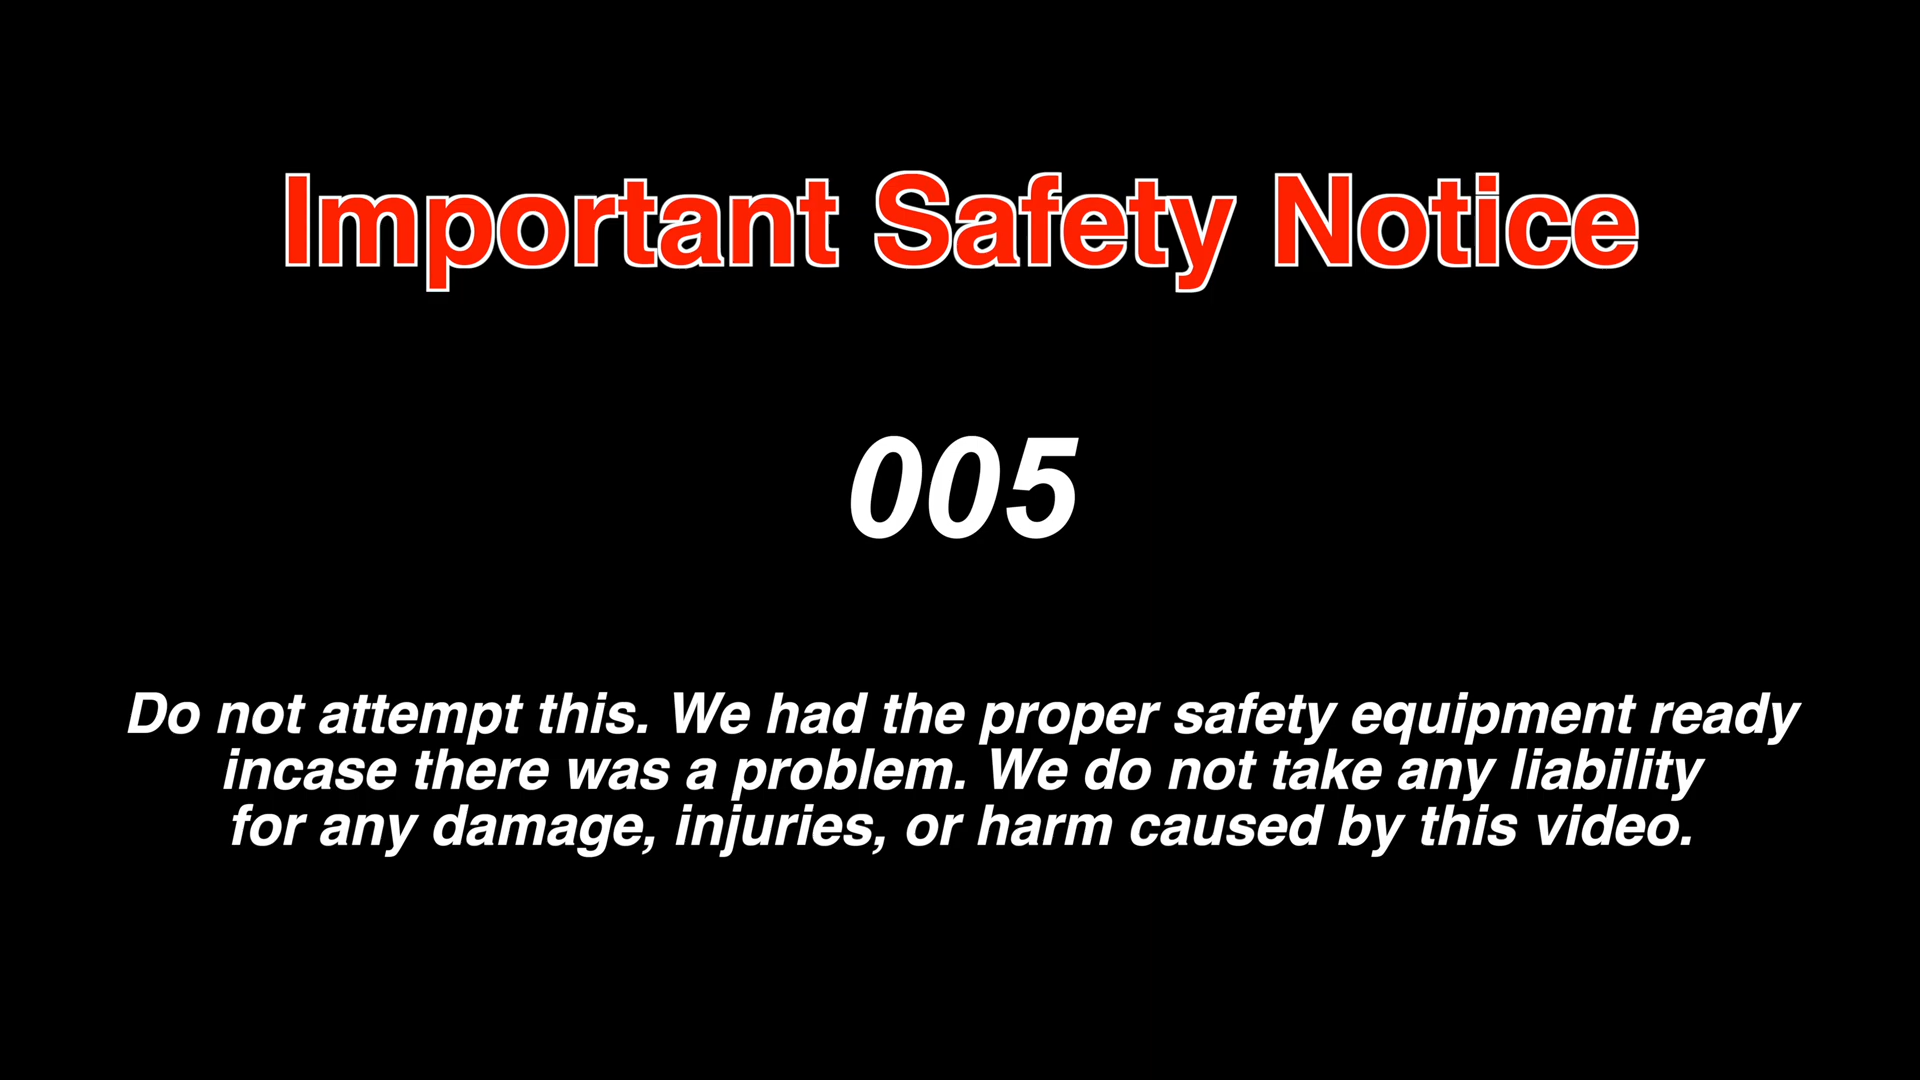 Important Safety Notice
005
Do not attempt this. We had the proper safety equipment ready
incase there was a problem. We do not take any liability
for any damage, injuries, or harm caused by this video.